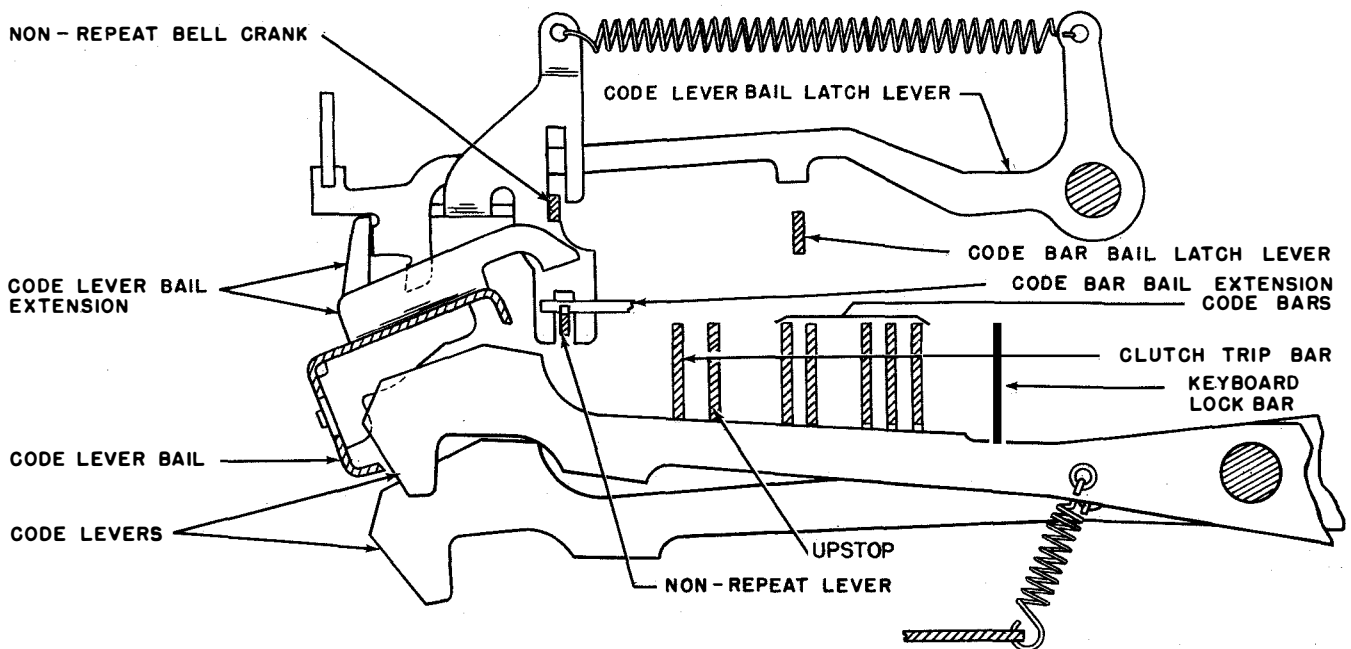 NON-REPEAT BELL CRANK
CODE LEVER BAIL LATCH LEVER
CODE BAR BAIL LATCH LEVER
CODE LEVER BAIL
EXTENSION
CODE BAR BAIL EXTENSION
CODE BARS
CLUTCH TRIP BAR
KEYBOARD
LOCK BAR
CODE LEVER BAIL
CODE LEVERS
UPSTOP
NON-REPEAT LEVER